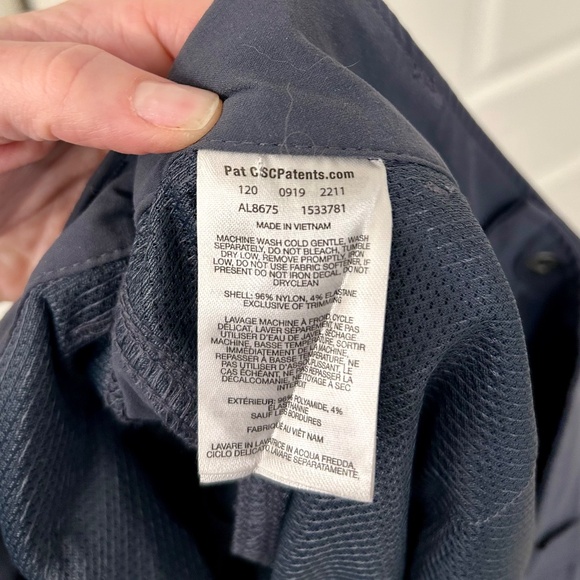 Pat CSCPatents.com
120 0919 2211
AL8675 1533781
MADE IN VIETNAM
MACHINE WASH COLD GENTLE, WASH
SEPARATELY, DO NOT BLEACH, TUMBLE
DRY LOW, REMOVE PROMPTLY, IRON
LOW, DO NOT USE FABRIC SOFTENER, IF
PRESENT DO NOT IRON DECAL, DO NOT
DRYCLEAN
SHELL: 96% NYLON, 4% ELASTANE
EXCLUSIVE OF TRIMMING
LAVAGE MACHINE À FROID, CYCLE
DÉLICAT, LAVER SÉPARÉMENT, NE PAS
UTILISER D'EAU DE JAVEL, SÉCHAGE
MACHINE, BASSE TEMPÉRATURE, SORTIR
IMMÉDIATEMENT DE LA MACHINE,
REPASSER À BASSE TEMPÉRATURE, NE
PAS UTILISER D'ASSOUPLISSANT, LE
CAS ÉCHÉANT, NE PAS REPASSER LA
DÉCALCOMANIE, NETTOYAGE À SEC
INTERDIT
EXTÉRIEUR: 96% POLYAMIDE, 4%
ÉLASTHANNE
SAUF LES BORDURES
FABRIQUÉ AU VIÊT NAM
LAVARE IN LAVATRICE IN ACQUA FREDDA,
CICLO DELICATO, LAVARE SEPARATAMENTE,